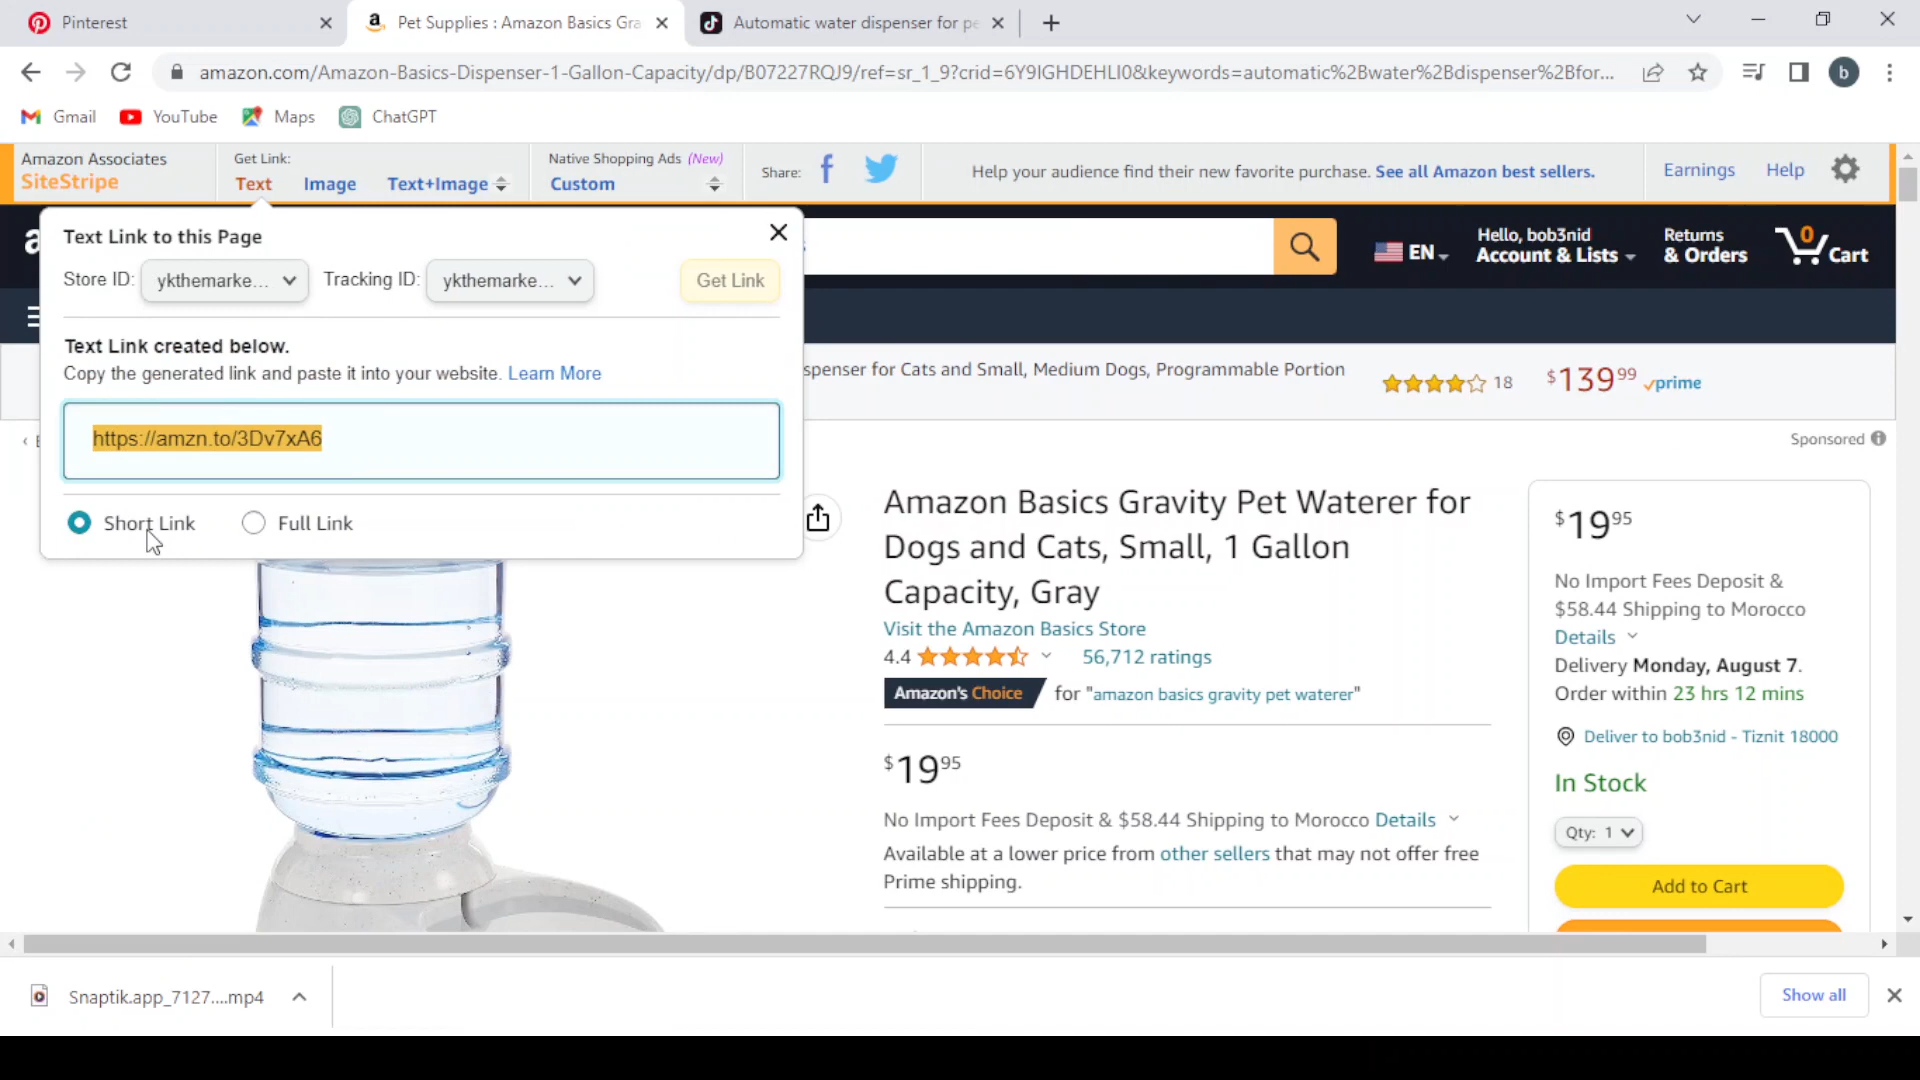 Pinterest
Pet Supplies : Amazon Basics Gra
Automatic water dispenser for pe
amazon.com/Amazon-Basics-Dispenser-1-Gallon-Capacity/dp/B07227RQJ9/ref=sr_1_9?crid=6Y9IGHDEHLI0&keywords=automatic%2Bwater%2Bdispenser%2Bfor...
b
Gmail
YouTube
Maps
ChatGPT
Amazon Associates
SiteStripe
Get Link:
Text
Image
Text+Image
Native Shopping Ads (New)
Custom
Share:
Help your audience find their new favorite purchase. See all Amazon best sellers.
Earnings
Help
EN
Hello, bob3nid
Account & Lists
Returns
& Orders
0
Cart
Text Link to this Page
Store ID: ykthemarke...
Tracking ID: ykthemarke...
Get Link
Text Link created below.
Copy the generated link and paste it into your website. Learn More
https://amzn.to/3Dv7xA6
Short Link
Full Link
spenser for Cats and Small, Medium Dogs, Programmable Portion
18
$139 99
prime
Sponsored
Amazon Basics Gravity Pet Waterer for
Dogs and Cats, Small, 1 Gallon
Capacity, Gray
Visit the Amazon Basics Store
4.4
56,712 ratings
Amazon's Choice for "amazon basics gravity pet waterer"
$19 95
No Import Fees Deposit & $58.44 Shipping to Morocco Details
Available at a lower price from other sellers that may not offer free
Prime shipping.
$19 95
No Import Fees Deposit &
$58.44 Shipping to Morocco
Details
Delivery Monday, August 7.
Order within 23 hrs 12 mins
Deliver to bob3nid - Tiznit 18000
In Stock
Qty: 1
Add to Cart
Snaptik.app_7127....mp4
Show all